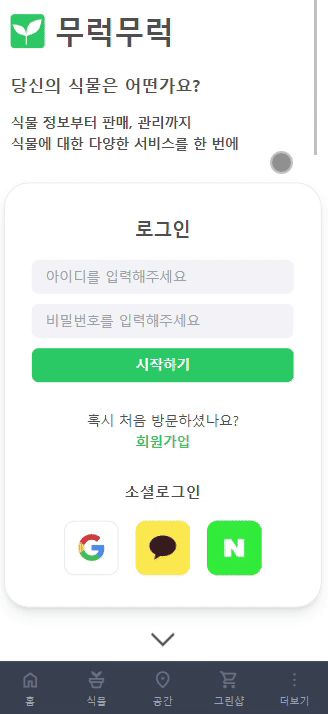 무럭무럭
당신의 식물은 어떤가요?
식물 정보부터 판매, 관리까지
식물에 대한 다양한 서비스를 한 번에
로그인
아이디를 입력해주세요
비밀번호를 입력해주세요
시작하기
혹시 처음 방문하셨나요?
회원가입
소셜로그인
G
N
홈
식물
공간
그린샵
더보기